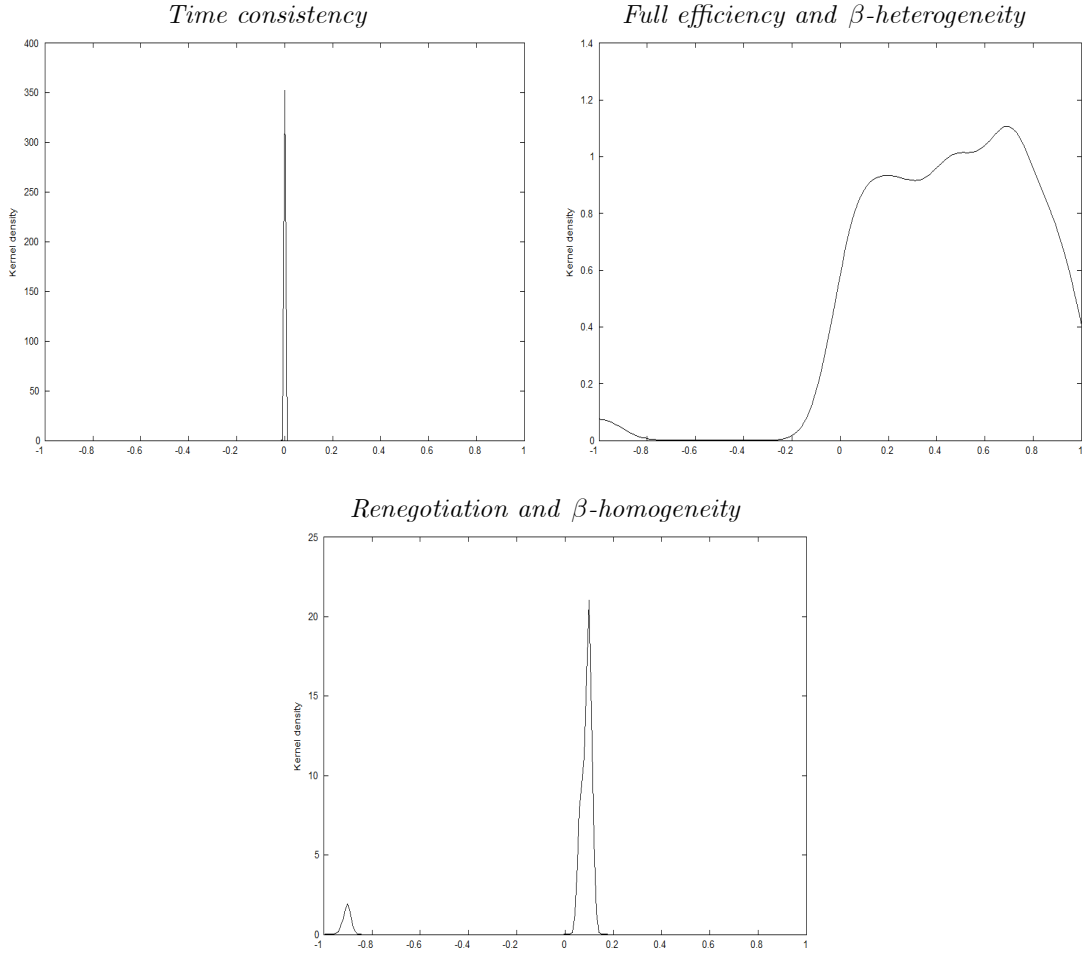 Time consistency
400
350
300
250
200
150
100
50
0
Kernel density
-1 -0.8 -0.6 -0.4 -0.2 0 0.2 0.4 0.6 0.8 1
Full efficiency and β-heterogeneity
1.4
1.2
1
0.8
0.6
0.4
0.2
0
Kernel density
-1 -0.8 -0.6 -0.4 -0.2 0 0.2 0.4 0.6 0.8 1
Renegotiation and β-homogeneity
25
20
15
10
5
0
Kernel density
-1 -0.8 -0.6 -0.4 -0.2 0 0.2 0.4 0.6 0.8 1